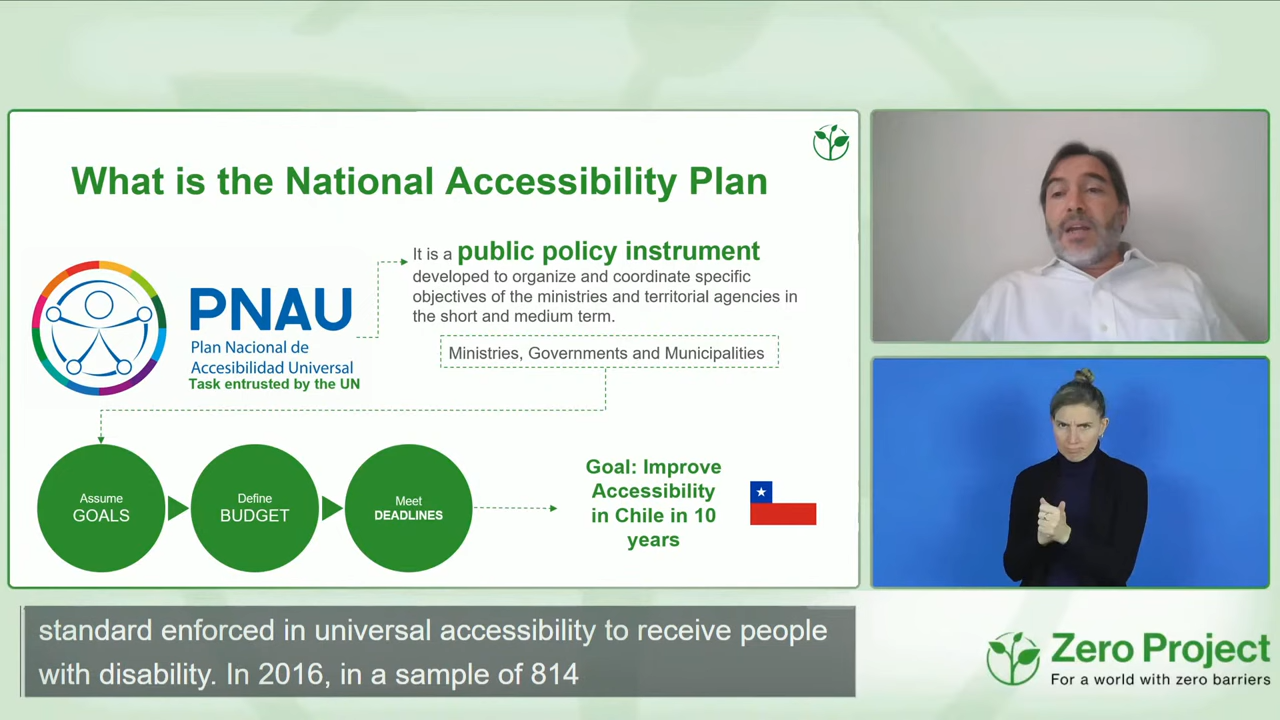 What is the National Accessibility Plan
It is a public policy instrument
developed to organize and coordinate specific
objectives of the ministries and territorial agencies in
the short and medium term.
PNAU
Plan Nacional de
Accesibilidad Universal
Task entrusted by the UN
Ministries, Governments and Municipalities
Assume
GOALS
Define
BUDGET
Meet
DEADLINES
Goal: Improve
Accessibility
in Chile in 10
years
standard enforced in universal accessibility to receive people
with disability. In 2016, in a sample of 814
Zero Project
For a world with zero barriers